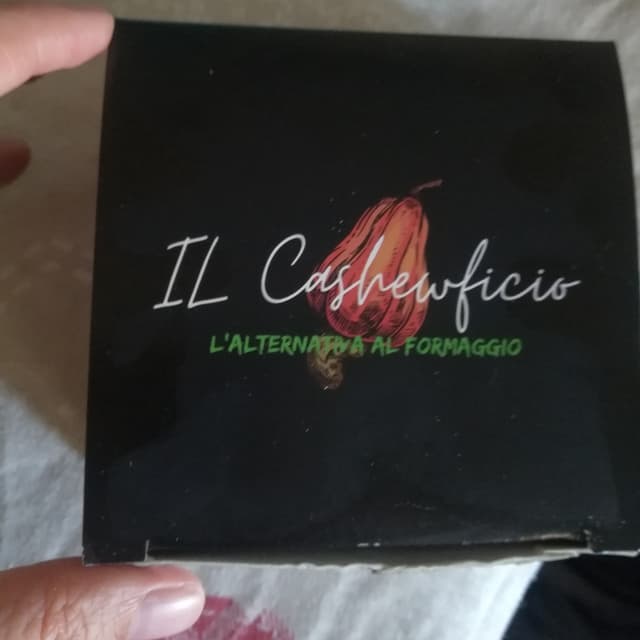 IL Cashewficio
L'ALTERNATIVA AL FORMAGGIO